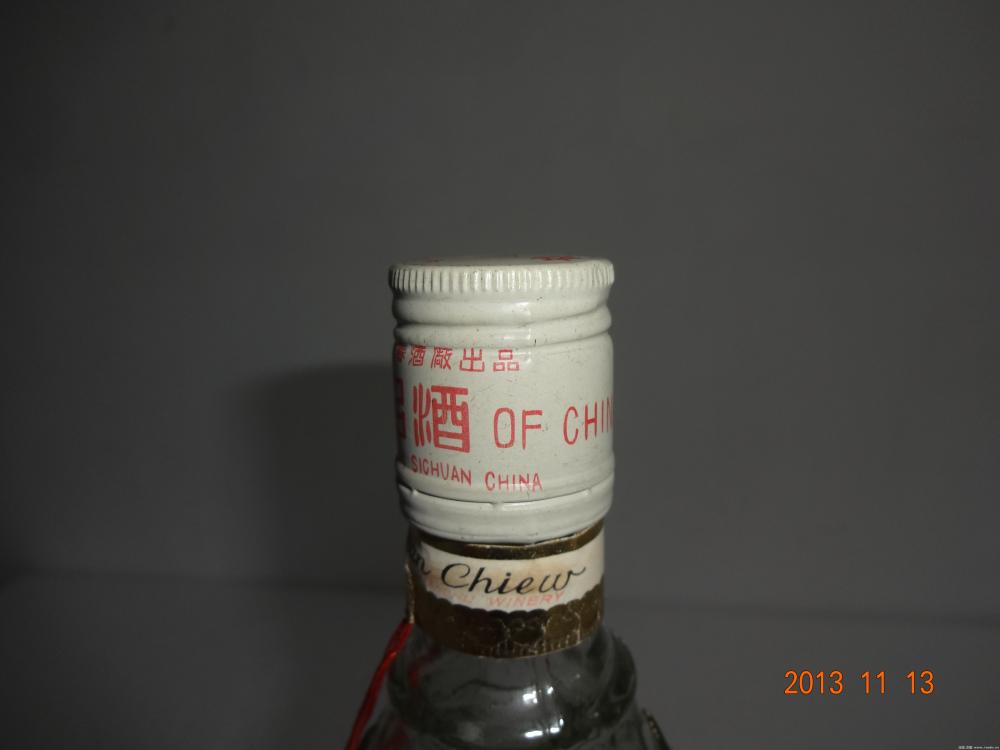 酒廠出品
酒 OF CHIN
SICHUAN CHINA
Chiew
WINERY
2013 11 13